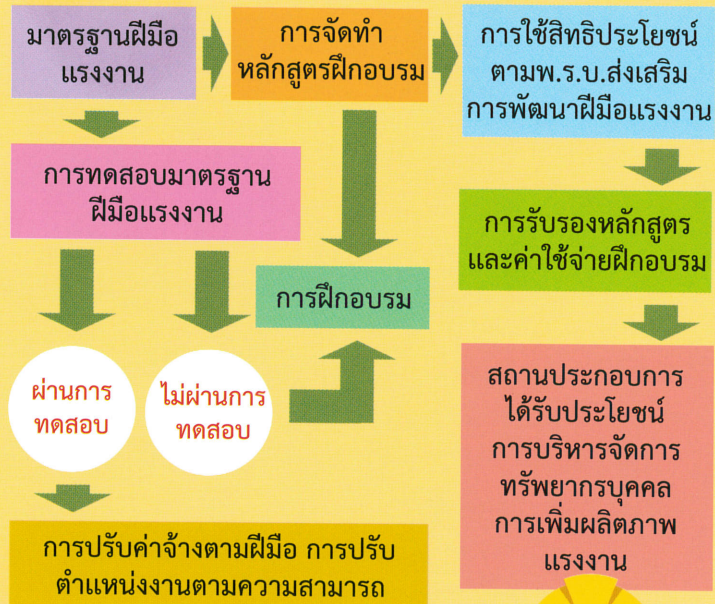 มาตรฐานฝีมือ
แรงงาน
การจัดทำ
หลักสูตรฝึกอบรม
การใช้สิทธิประโยชน์
ตามพ.ร.บ.ส่งเสริม
การพัฒนาฝีมือแรงงาน
การทดสอบมาตรฐาน
ฝีมือแรงงาน
การรับรองหลักสูตร
และค่าใช้จ่ายฝึกอบรม
การฝึกอบรม
ผ่านการ
ทดสอบ
ไม่ผ่านการ
ทดสอบ
สถานประกอบการ
ได้รับประโยชน์
การบริหารจัดการ
ทรัพยากรบุคคล
การเพิ่มผลิตภาพ
แรงงาน
การปรับค่าจ้างตามฝีมือ การปรับ
ตำแหน่งงานตามความสามารถ